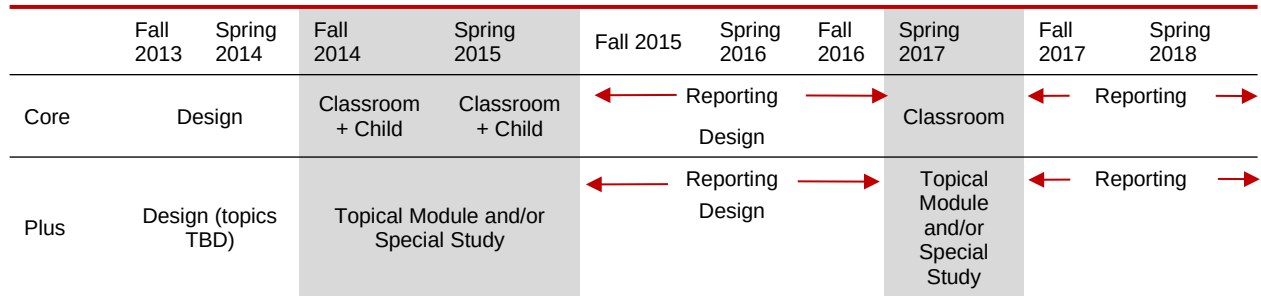 Fall 2013 Spring 2014 Fall 2014 Spring 2015 Fall 2015 Spring 2016 Fall 2016 Spring 2017 Fall 2017 Spring 2018
Core
Design
Classroom
+ Child
Classroom
+ Child
Reporting
Design
Classroom
Reporting
Plus
Design (topics
TBD)
Topical Module and/or
Special Study
Reporting
Design
Topical
Module
and/or
Special
Study
Reporting